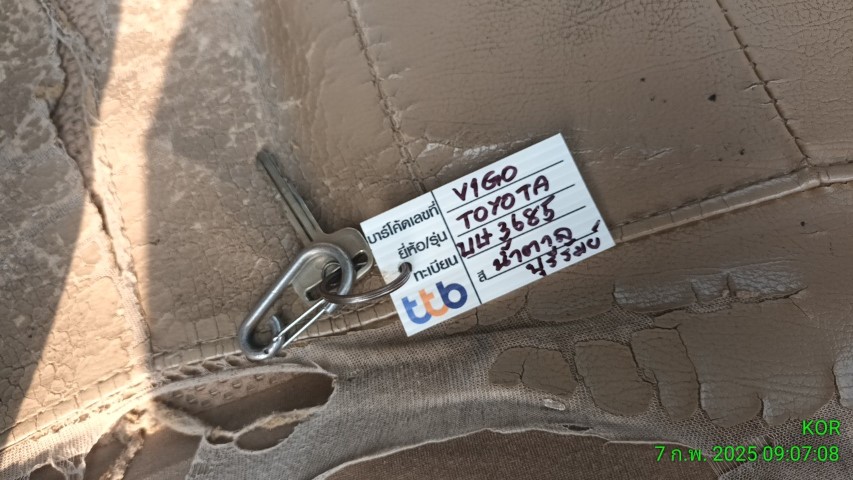 บาร์โค้ดเลขที่ VIGO
ยี่ห้อ/รุ่น TOYOTA
ทะเบียน 3685
สี น้ำตาล
บุรีรัมย์
ttb
KOR
7 ก.พ. 2025 09:07:08